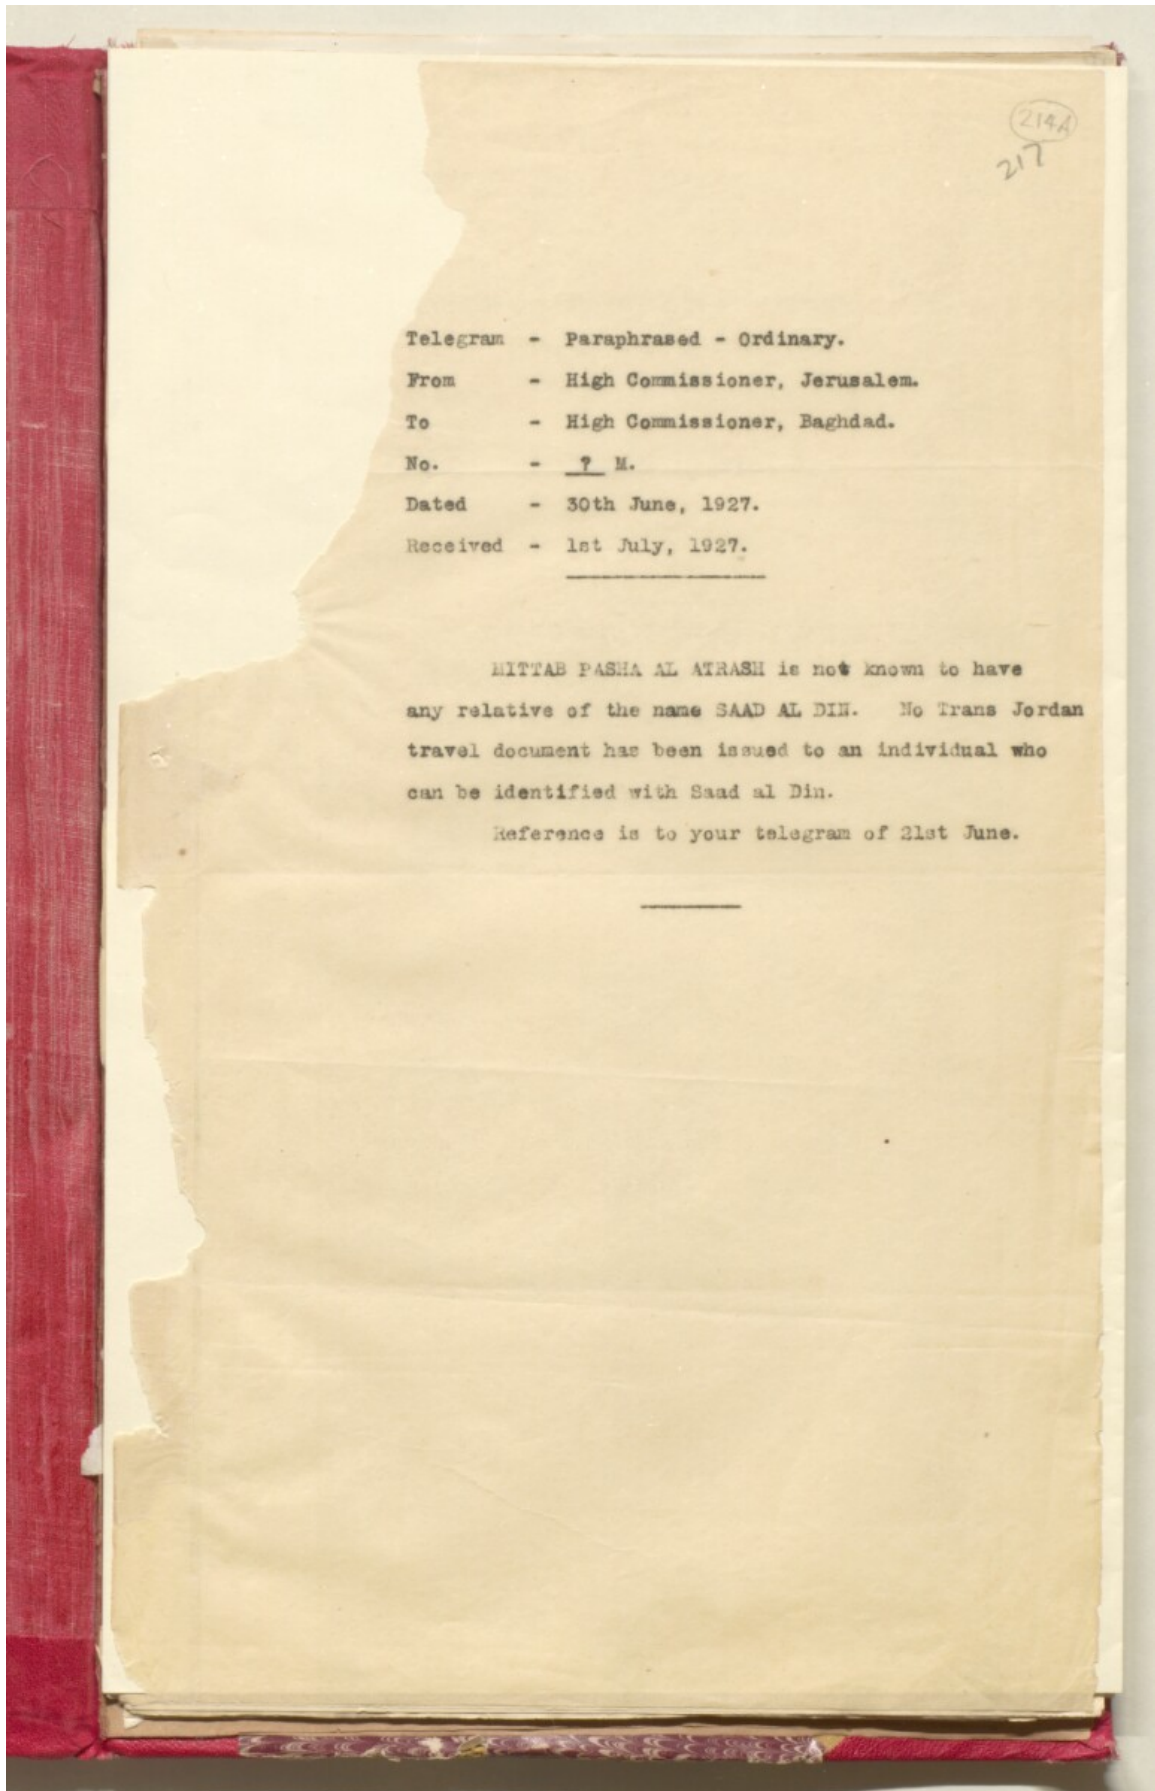 214A
217
Telegram - Paraphrased - Ordinary.
From - High Commissioner, Jerusalem.
To - High Commissioner, Baghdad.
No. - ? M.
Dated - 30th June, 1927.
Received - 1st July, 1927.
MITTAB PASHA AL ATRASH is not known to have
any relative of the name SAAD AL DIN. No Trans Jordan
travel document has been issued to an individual who
can be identified with Saad al Din.
Reference is to your telegram of 21st June.